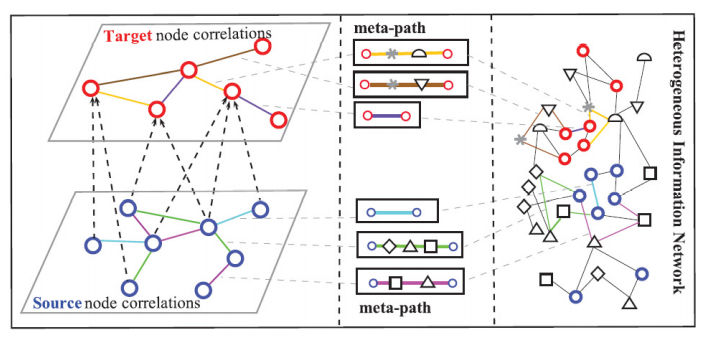 Target node correlations
Source node correlations
meta-path
meta-path
Heterogeneous Information Network